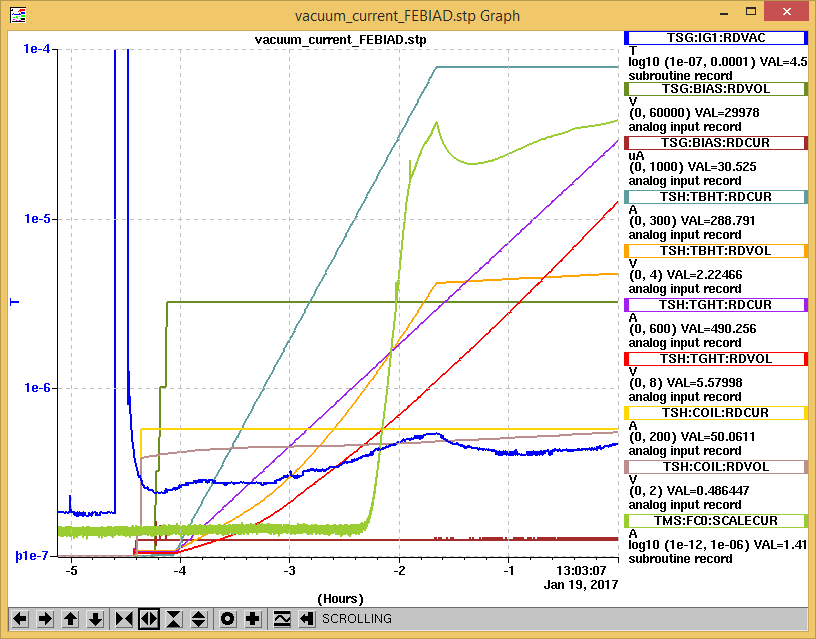 vacuum_current_FEBIAD.stp Graph
vacuum_current_FEBIAD.stp
1e-4
1e-5
T
1e-6
1e-7
-5
-4
-3
-2
-1
13:03:07
Jan 19, 2017
(Hours)
TSG:IG1:RDVAC
T
log10 (1e-07, 0.0001) VAL=4.5
subroutine record
TSG:BIAS:RDVOL
V
(0, 60000) VAL=29978
analog input record
TSG:BIAS:RDCUR
uA
(0, 1000) VAL=30.525
analog input record
TSH:TBHT:RDCUR
A
(0, 300) VAL=288.791
analog input record
TSH:TBHT:RDVOL
V
(0, 4) VAL=2.22466
analog input record
TSH:TGHT:RDCUR
A
(0, 600) VAL=490.256
analog input record
TSH:TGHT:RDVOL
V
(0, 8) VAL=5.57998
analog input record
TSH:COIL:RDCUR
A
(0, 200) VAL=50.0611
analog input record
TSH:COIL:RDVOL
V
(0, 2) VAL=0.486447
analog input record
TMS:FC0:SCALECUR
A
log10 (1e-12, 1e-06) VAL=1.41
subroutine record
SCROLLING